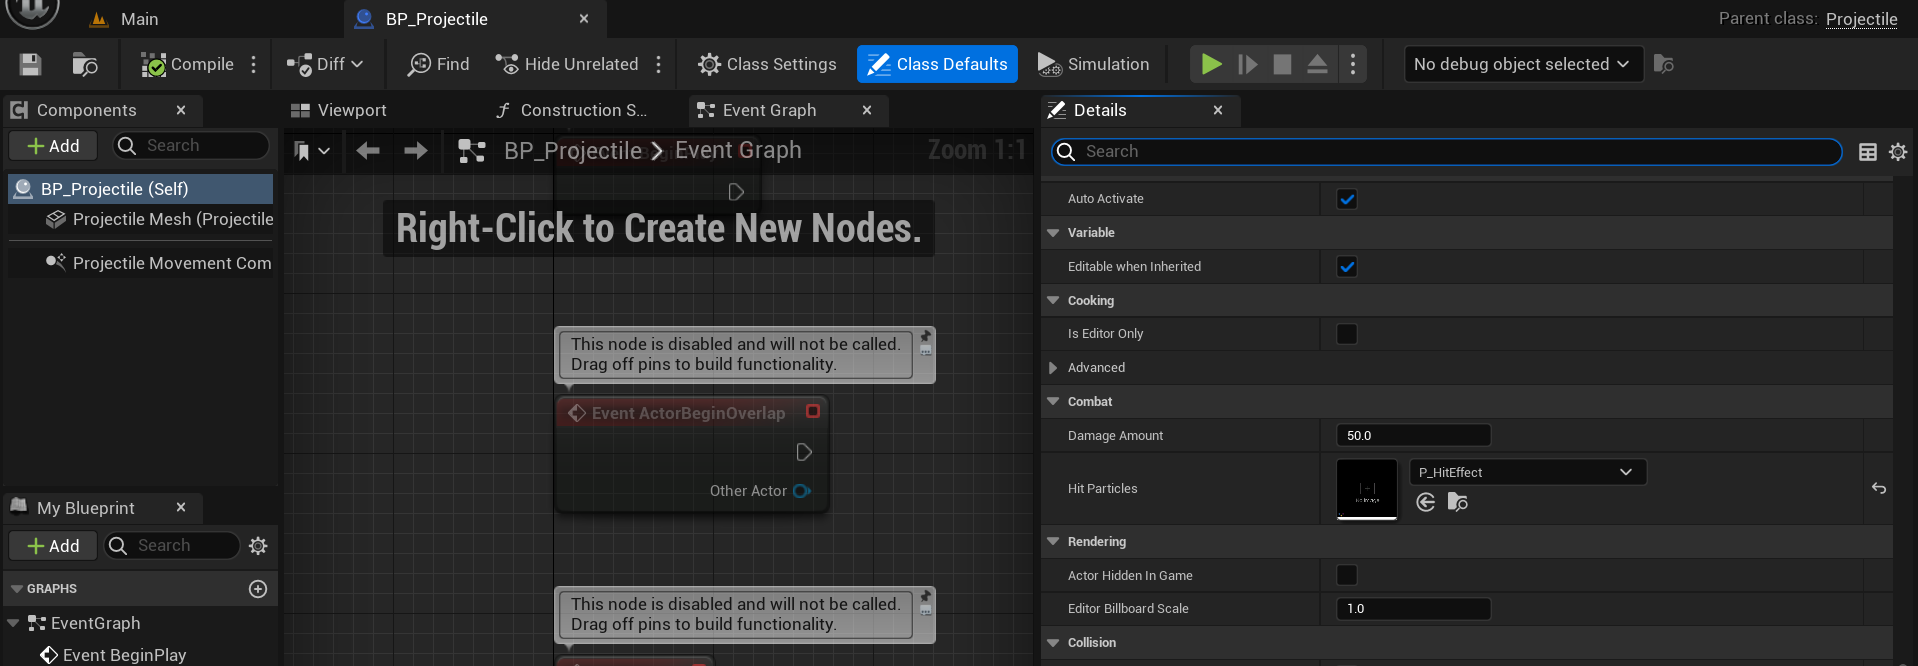 Main
BP_Projectile
Parent class: Projectile
Compile
Diff
Find
Hide Unrelated
Class Settings
Class Defaults
Simulation
No debug object selected
Components
Add
Search
BP_Projectile (Self)
Projectile Mesh (Projectile
Projectile Movement Com
My Blueprint
Add
Search
GRAPHS
EventGraph
Event BeginPlay
Viewport
Construction S...
Event Graph
BP_Projectile
Event Graph
Zoom 1:1
Right-Click to Create New Nodes.
This node is disabled and will not be called.
Drag off pins to build functionality.
Event ActorBeginOverlap
Other Actor
This node is disabled and will not be called.
Drag off pins to build functionality.
Details
Search
Auto Activate
Variable
Editable when Inherited
Cooking
Is Editor Only
Advanced
Combat
Damage Amount
50.0
Hit Particles
P_HitEffect
Rendering
Actor Hidden In Game
Editor Billboard Scale
1.0
Collision